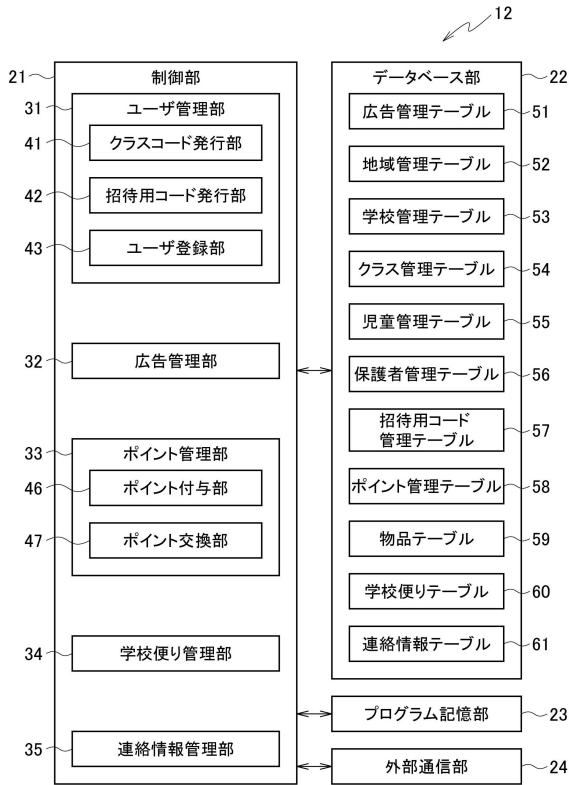 12
21
制御部
31
ユーザ管理部
41
クラスコード発行部
42
招待用コード発行部
43
ユーザ登録部
32
広告管理部
33
ポイント管理部
46
ポイント付与部
47
ポイント交換部
34
学校便り管理部
35
連絡情報管理部
データベース部
22
広告管理テーブル
51
地域管理テーブル
52
学校管理テーブル
53
クラス管理テーブル
54
児童管理テーブル
55
保護者管理テーブル
56
招待用コード
管理テーブル
57
ポイント管理テーブル
58
物品テーブル
59
学校便りテーブル
60
連絡情報テーブル
61
プログラム記憶部
23
外部通信部
24